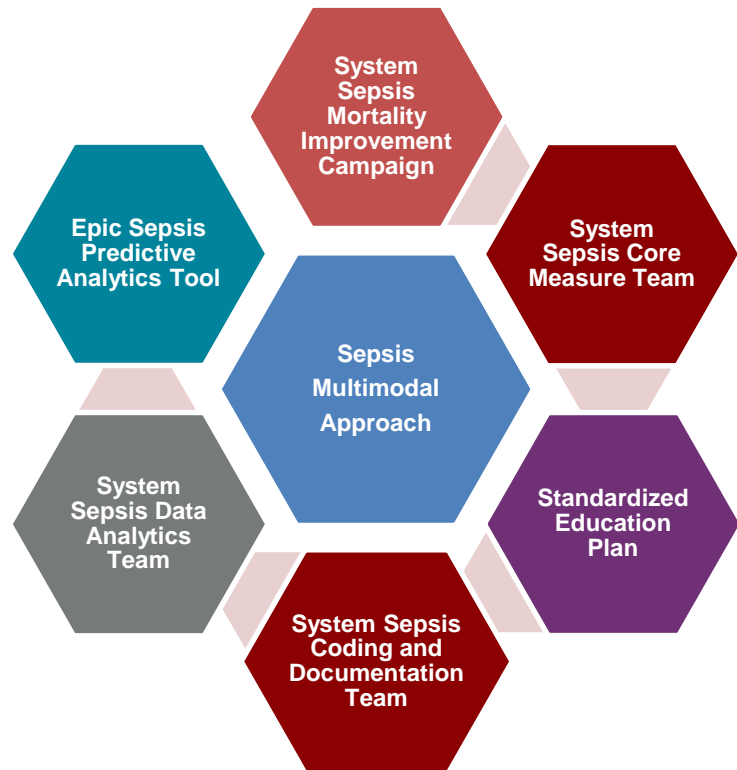 System
Sepsis
Mortality
Improvement
Campaign
Epic Sepsis
Predictive
Analytics Tool
System
Sepsis Core
Measure Team
Sepsis
Multimodal
Approach
System
Sepsis Data
Analytics
Team
Standardized
Education
Plan
System Sepsis
Coding and
Documentation
Team